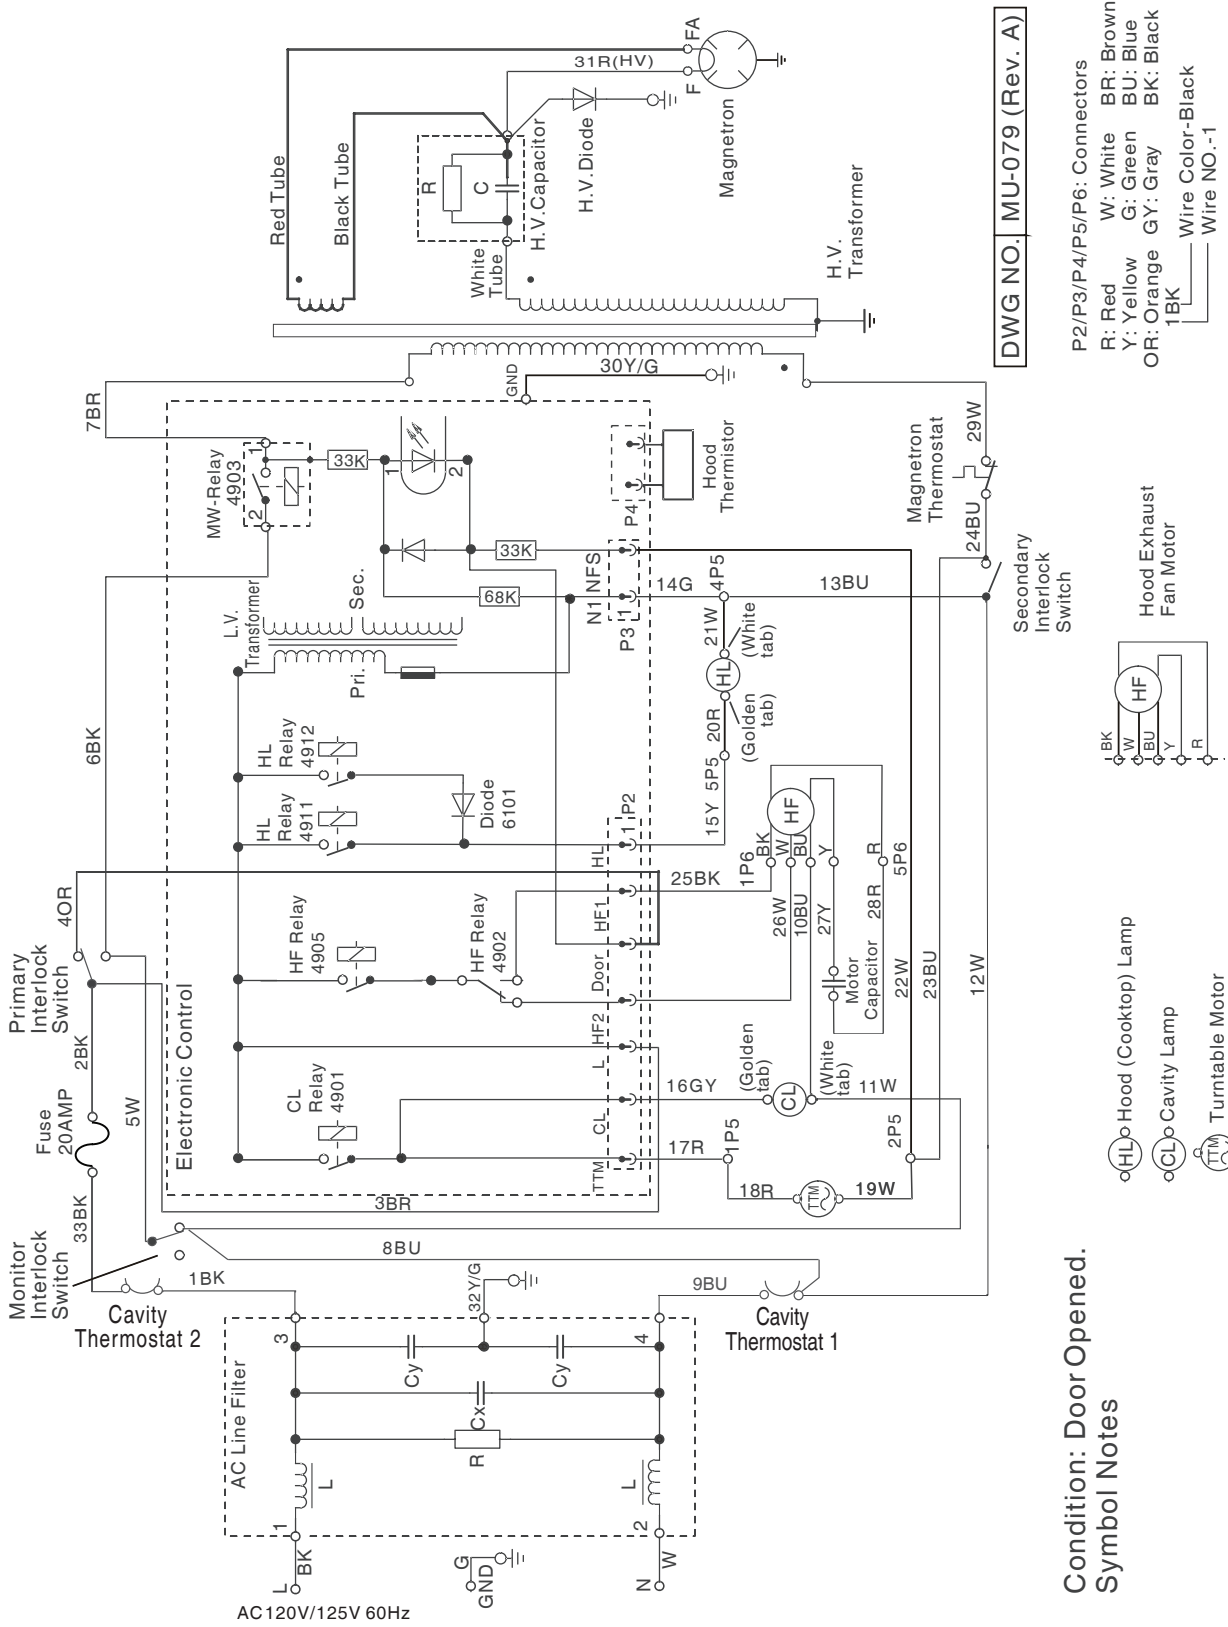 Red Tube
Black Tube
White
Tube
R
C
H.V.Capacitor
H.V.Diode
31R(HV)
F
FA
Magnetron
H.V.
Transformer
DWG NO.
MU-079 (Rev. A)
P2/P3/P4/P5/P6: Connectors
R: Red W: White BR: Brown
Y: Yellow G: Green BU: Blue
OR: Orange GY: Gray BK: Black
1BK
Wire Color-Black
Wire NO.-1
7BR
MW-Relay
4903
1
2
33K
1
2
GND
30Y/G
Hood
Thermistor
P4
Magnetron
Thermostat
29W
24BU
Secondary
Interlock
Switch
Hood Exhaust
Fan Motor
HF
BK
W
BU
Y
R
6BK
L.V.
Transformer
Sec.
Pri.
33K
68K
N1 NFS
P3 1
14G
4P5
13BU
21W
(White
tab)
HL
20R
(Golden
tab)
5P5
15Y
HL
Relay
4912
HL
Relay
4911
Diode
6101
1 P2
HL
HF1
Door
HF2
L
CL
TTM
25BK
1P6
BK
W
BU
Y
R
HF
5P6
26W
10BU
27Y
28R
Motor
Capacitor
22W
23BU
12W
4OR
HF Relay
4905
HF Relay
4902
Primary
Interlock
Switch
2BK
Fuse
20AMP
5W
33BK
Electronic Control
CL
Relay
4901
16GY
(Golden
tab)
CL
(White
tab)
11W
17R
1P5
2P5
18R
TTM
19W
3BR
Monitor
Interlock
Switch
8BU
1BK
Cavity
Thermostat 2
32Y/G
9BU
Cavity
Thermostat 1
AC Line Filter
3
4
Cy
Cy
Cx
R
L
L
1
2
L
BK
G
GND
N
W
AC120V/125V 60Hz
Condition: Door Opened.
Symbol Notes
HL
Hood (Cooktop) Lamp
CL
Cavity Lamp
TTM
Turntable Motor